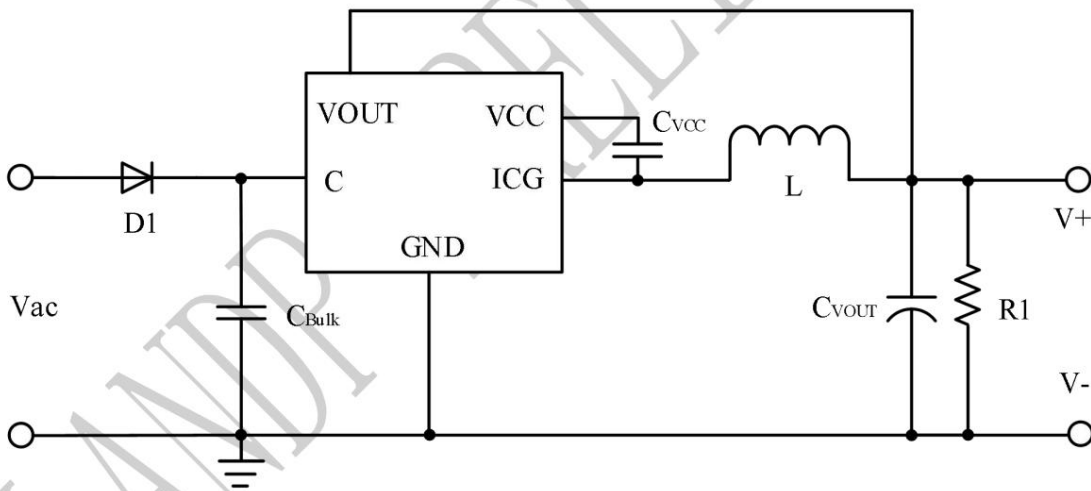 VOUT
VCC
CVCC
C
ICG
D1
L
V+
GND
Vac
CBulk
CVOUT
R1
V-